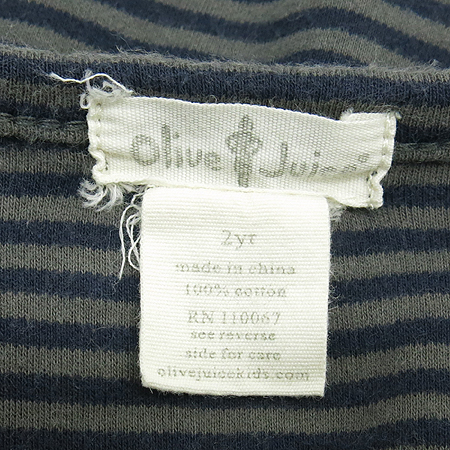 Olive Juice
2yr
made in china
100% cotton
RN 110067
see reverse
side for care
olivejuicekids.com